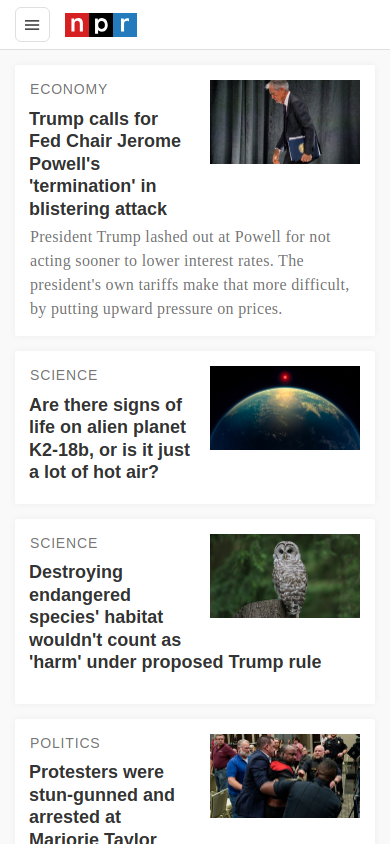 npr
ECONOMY
Trump calls for
Fed Chair Jerome
Powell's
'termination' in
blistering attack
President Trump lashed out at Powell for not
acting sooner to lower interest rates. The
president's own tariffs make that more difficult,
by putting upward pressure on prices.
SCIENCE
Are there signs of
life on alien planet
K2-18b, or is it just
a lot of hot air?
SCIENCE
Destroying
endangered
species' habitat
wouldn't count as
'harm' under proposed Trump rule
POLITICS
Protesters were
stun-gunned and
arrested at
Marjorie Taylor